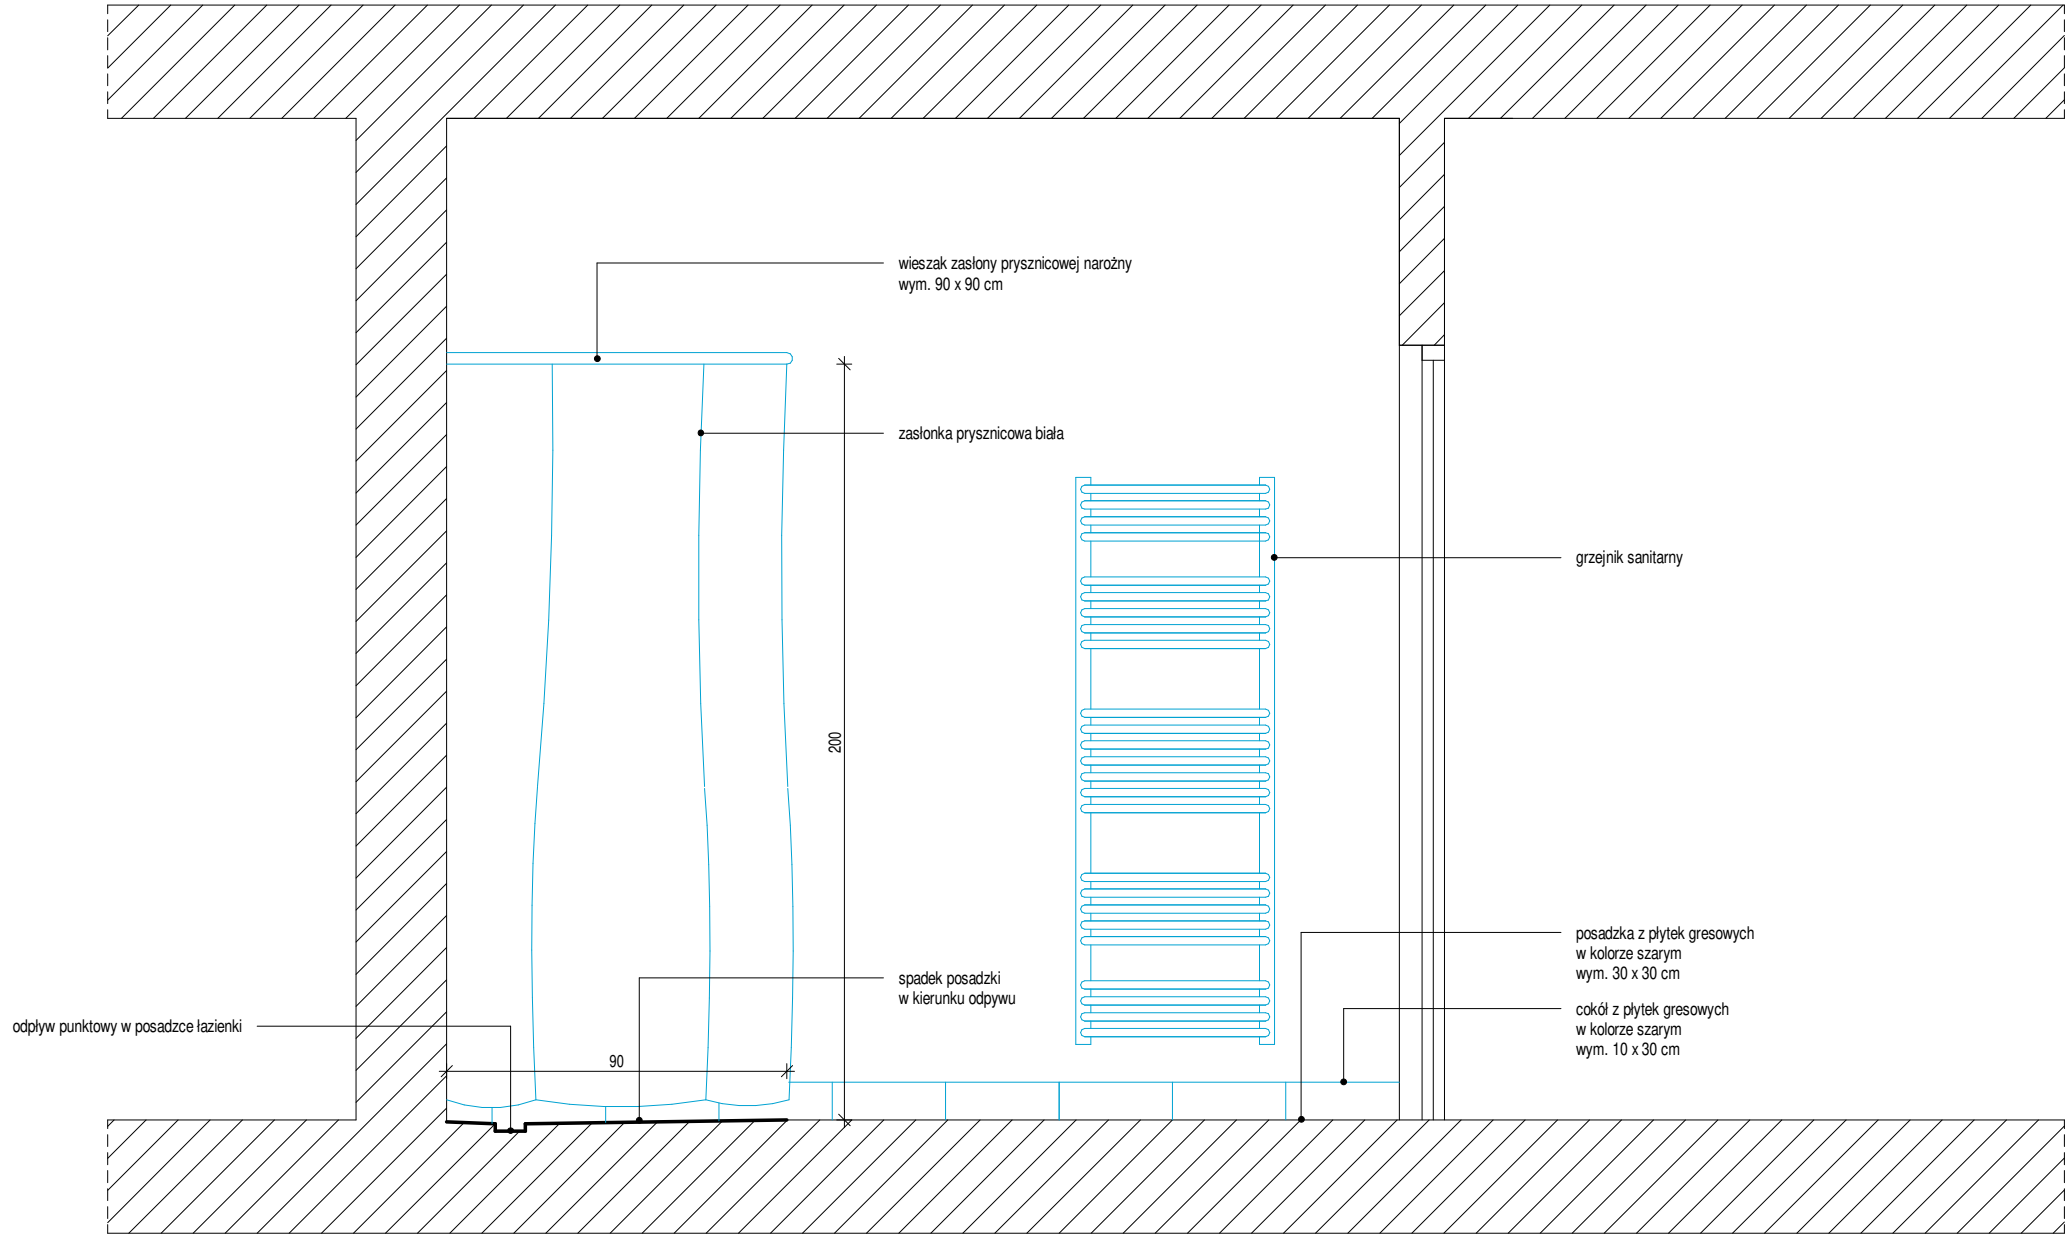 wieszak zasłony prysznicowej narożny
wym. 90 x 90 cm
zasłonka prysznicowa biała
grzejnik sanitarny
200
posadzka z płytek gresowych
w kolorze szarym
wym. 30 x 30 cm
spadek posadzki
w kierunku odpywu
cokół z płytek gresowych
w kolorze szarym
wym. 10 x 30 cm
odpływ punktowy w posadzce łazienki
90